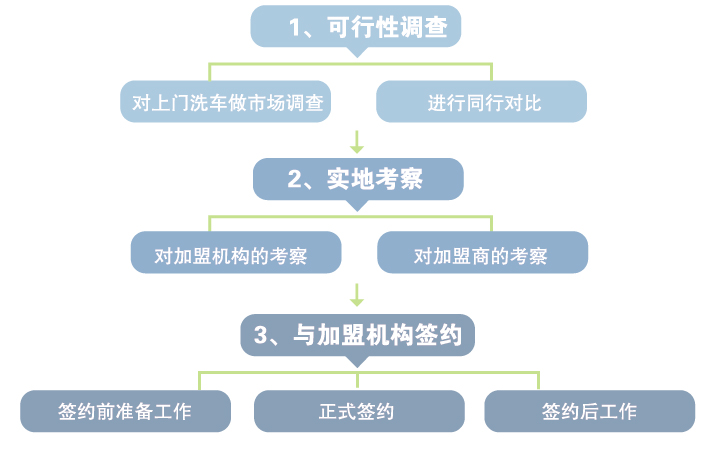 1、可行性调查
对上门洗车做市场调查
进行同行对比
2、实地考察
对加盟机构的考察
对加盟商的考察
3、与加盟机构签约
签约前准备工作
正式签约
签约后工作